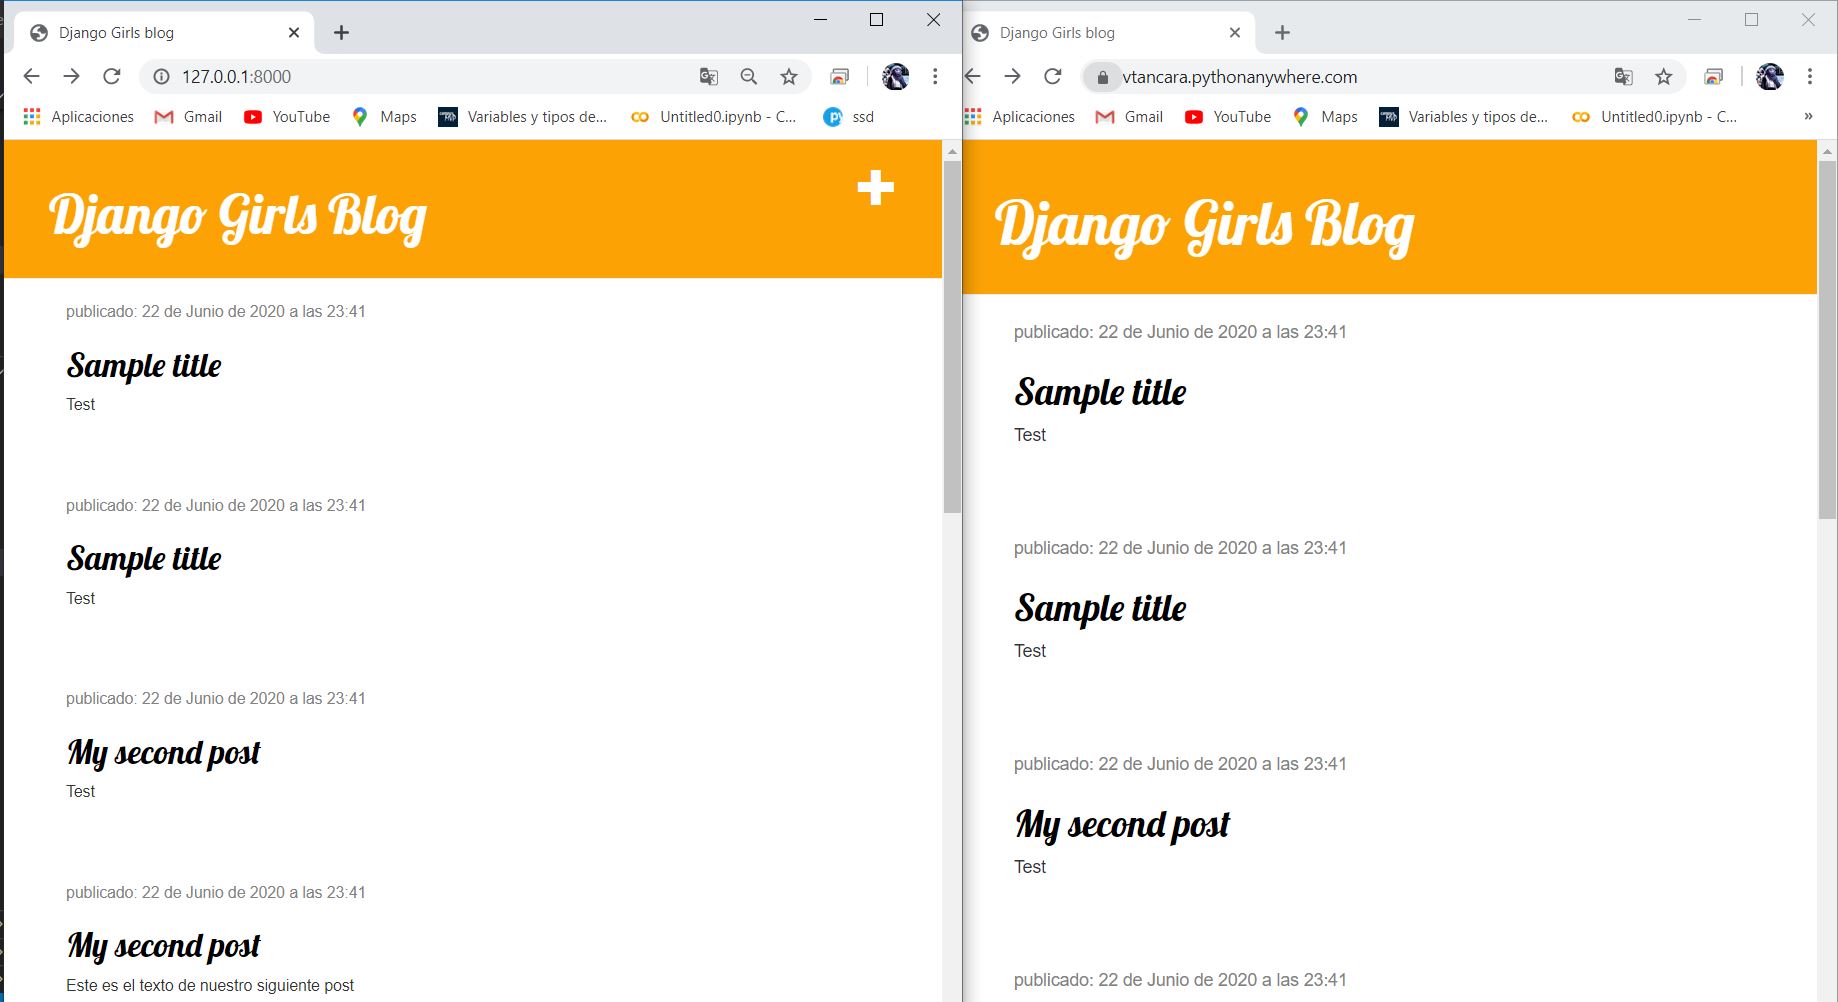 Django Girls blog
127.0.0.1:8000
Aplicaciones Gmail YouTube Maps Variables y tipos de... Untitled0.ipynb - C... ssd
Django Girls Blog
publicado: 22 de Junio de 2020 a las 23:41
Sample title
Test
publicado: 22 de Junio de 2020 a las 23:41
Sample title
Test
publicado: 22 de Junio de 2020 a las 23:41
My second post
Test
publicado: 22 de Junio de 2020 a las 23:41
My second post
Este es el texto de nuestro siguiente post
Django Girls blog
vtancara.pythonanywhere.com
Aplicaciones Gmail YouTube Maps Variables y tipos de... Untitled0.ipynb - C... »
Django Girls Blog
publicado: 22 de Junio de 2020 a las 23:41
Sample title
Test
publicado: 22 de Junio de 2020 a las 23:41
Sample title
Test
publicado: 22 de Junio de 2020 a las 23:41
My second post
Test
publicado: 22 de Junio de 2020 a las 23:41